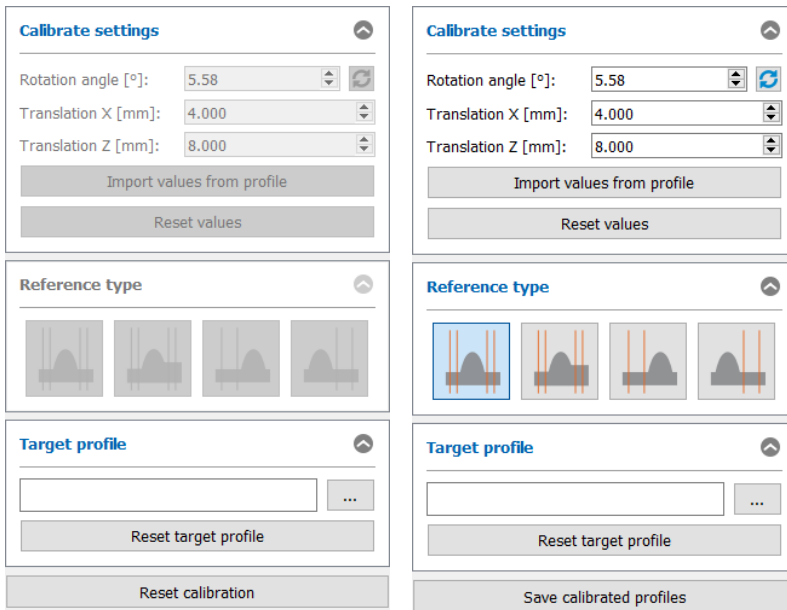 Calibrate settings
Rotation angle [°]: 5.58
Translation X [mm]: 4.000
Translation Z [mm]: 8.000
Import values from profile
Reset values
Reference type
Target profile
...
Reset target profile
Reset calibration
Calibrate settings
Rotation angle [°]: 5.58
Translation X [mm]: 4.000
Translation Z [mm]: 8.000
Import values from profile
Reset values
Reference type
Target profile
...
Reset target profile
Save calibrated profiles